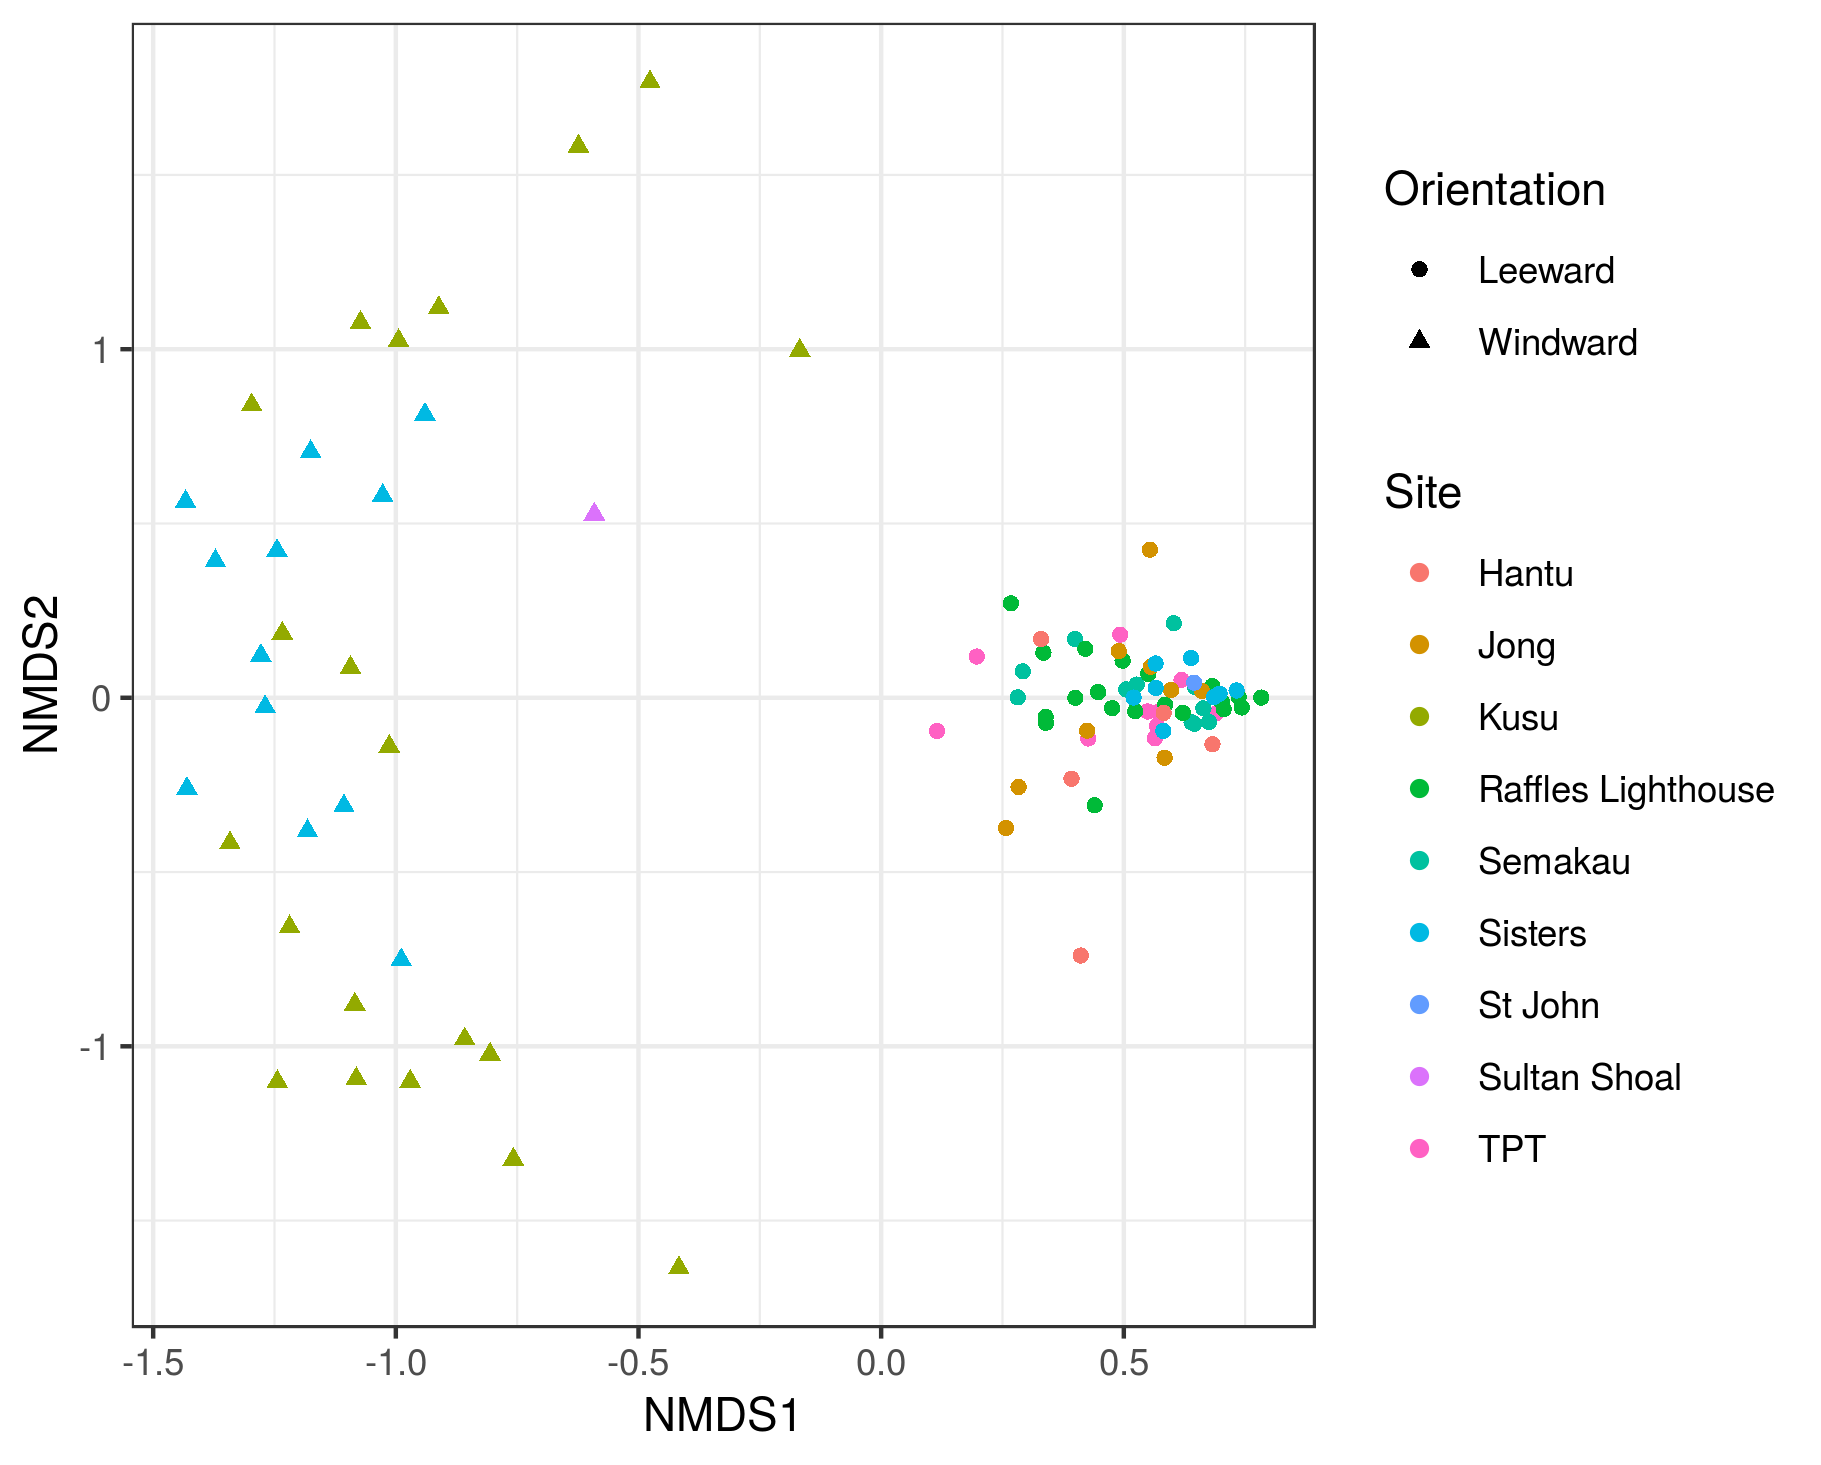 1
0
-1
NMDS2
-1.5
-1.0
-0.5
0.0
0.5
NMDS1
Orientation
Leeward
Windward
Site
Hantu
Jong
Kusu
Raffles Lighthouse
Semakau
Sisters
St John
Sultan Shoal
TPT